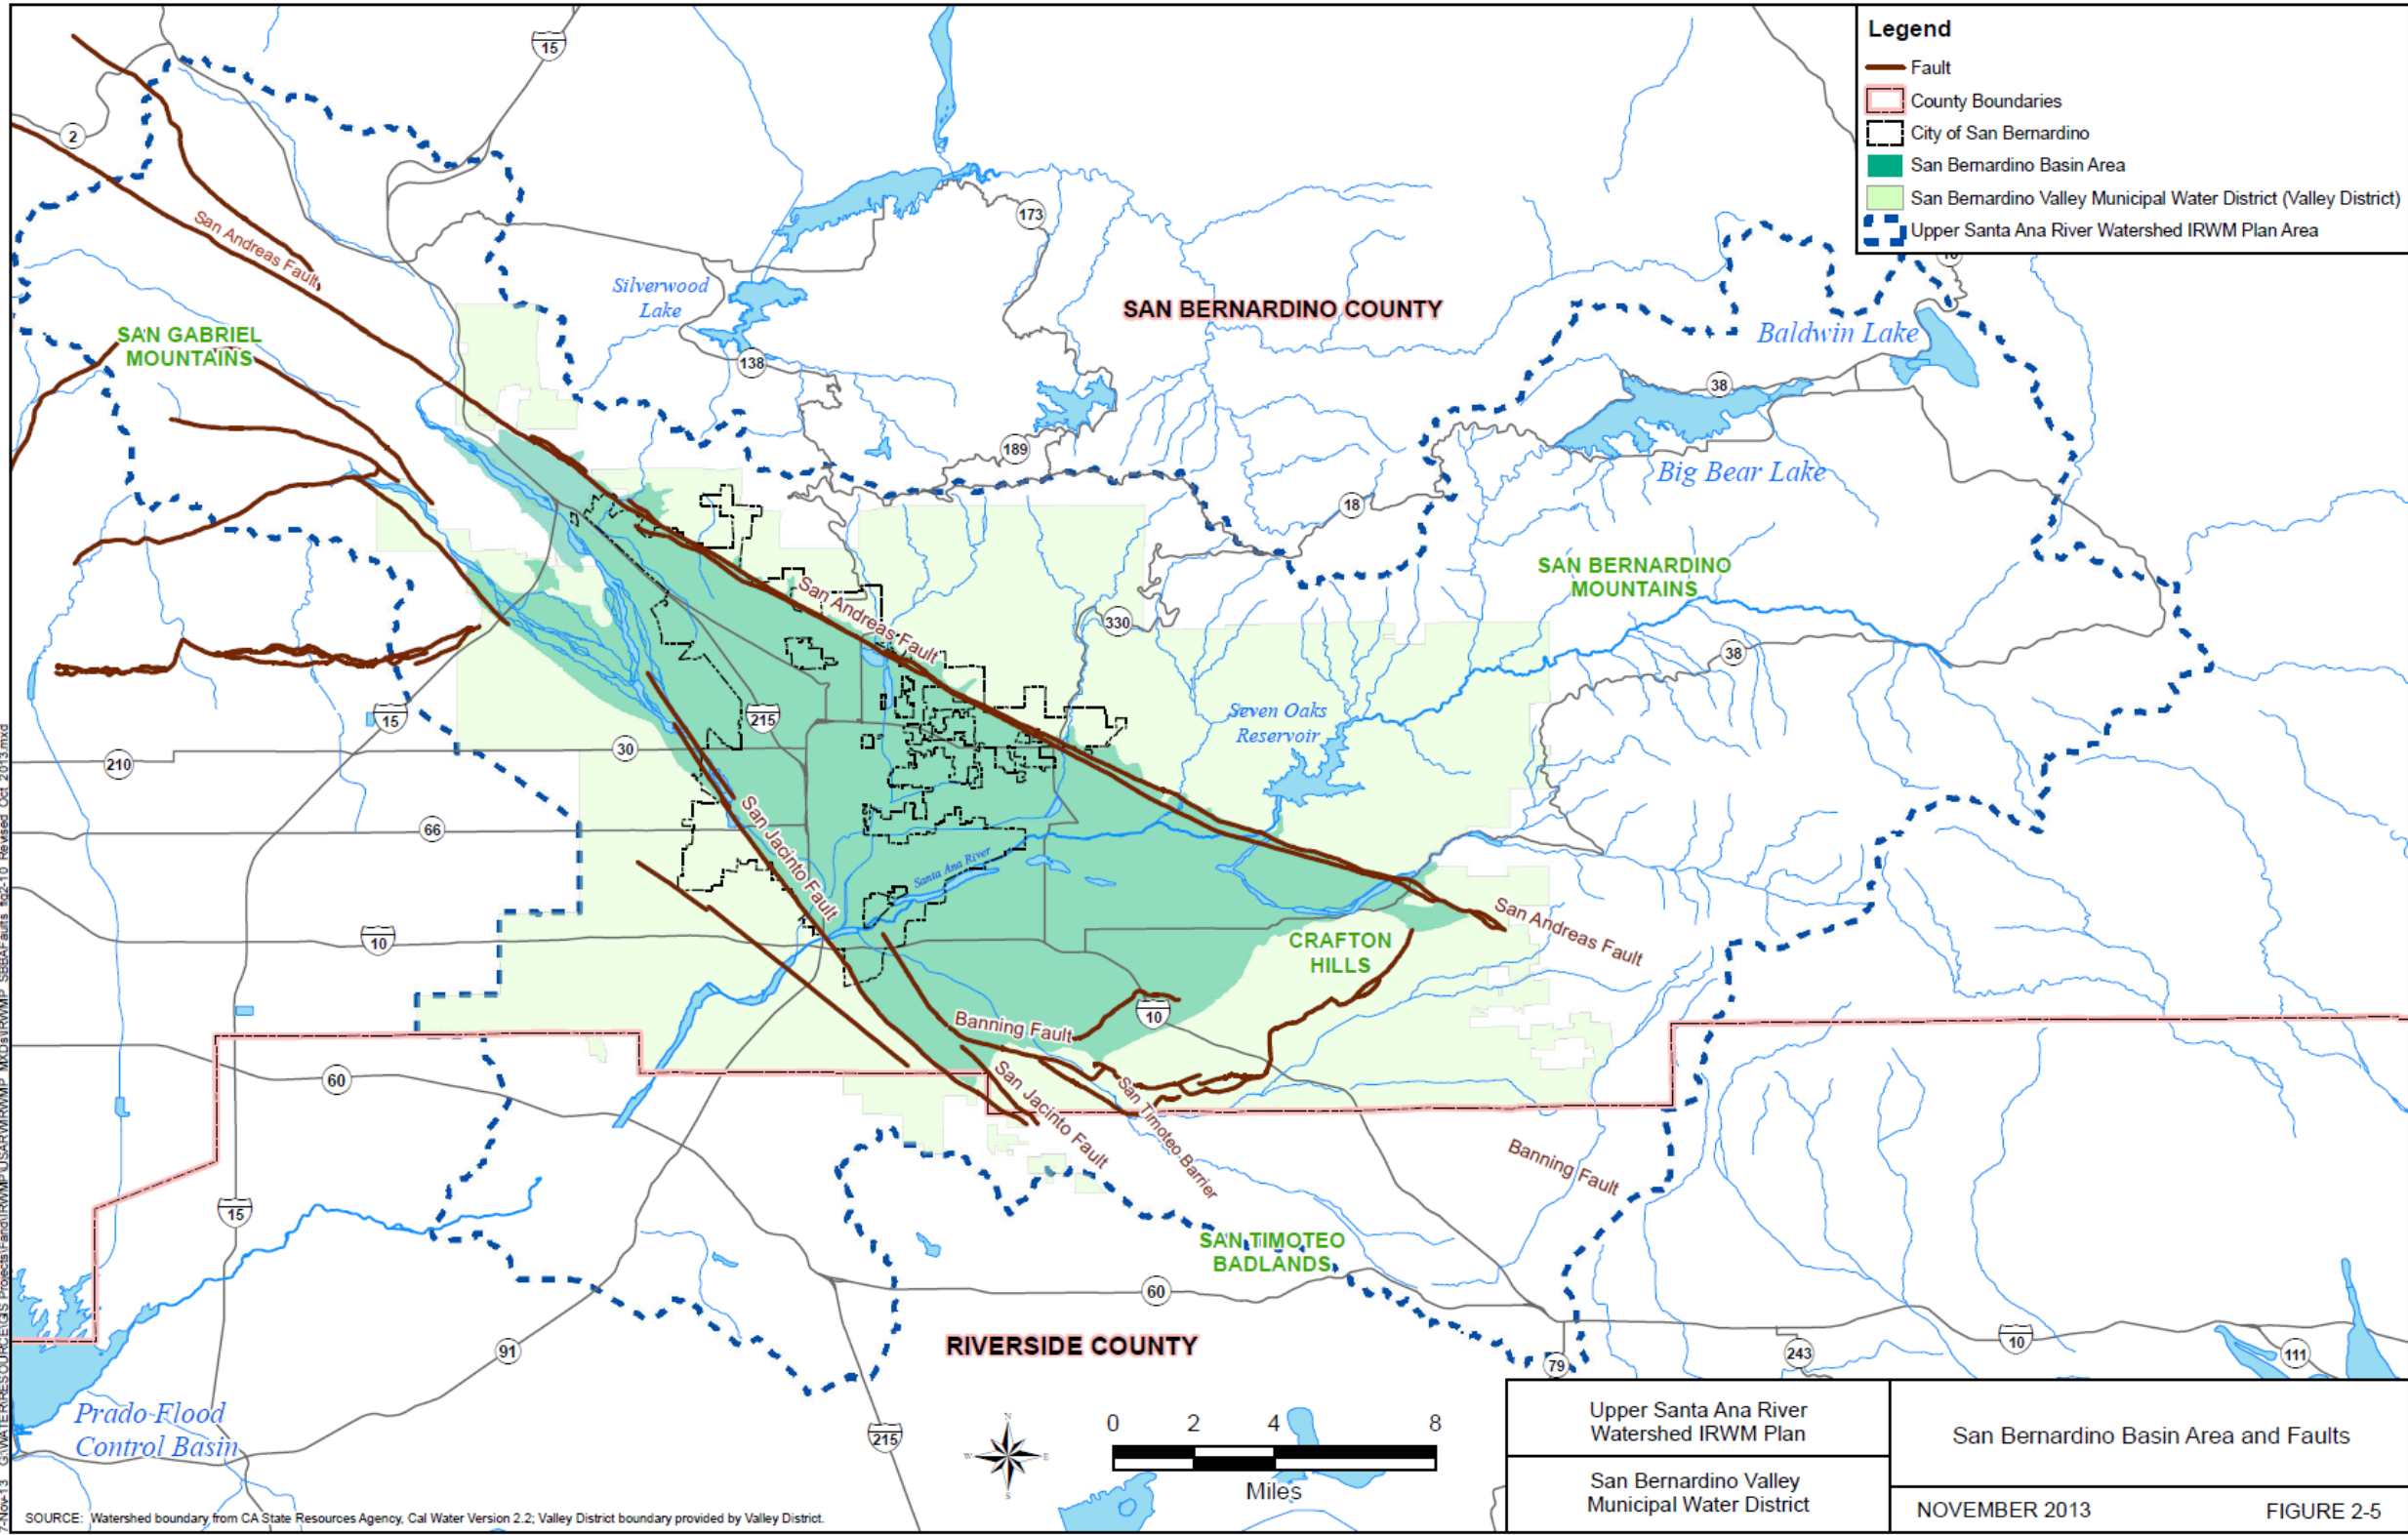 Legend
Fault
County Boundaries
City of San Bernardino
San Bernardino Basin Area
San Bernardino Valley Municipal Water District (Valley District)
Upper Santa Ana River Watershed IRWM Plan Area
15
2
173
San Andreas Fault
Silverwood
Lake
SAN BERNARDINO COUNTY
SAN GABRIEL
MOUNTAINS
Baldwin Lake
138
38
189
Big Bear Lake
18
SAN BERNARDINO
MOUNTAINS
San Andreas Fault
330
38
15
215
Seven Oaks
Reservoir
30
210
66
San Jacinto Fault
Santa Ana River
10
San Andreas Fault
CRAFTON
HILLS
10
Banning Fault
60
San Jacinto Fault
San Timoteo Barrier
Banning Fault
15
SAN TIMOTEO
BADLANDS
60
RIVERSIDE COUNTY
91
79
243
10
111
Prado Flood
Control Basin
215
N
W
E
S
0 2 4 8
Miles
Upper Santa Ana River
Watershed IRWM Plan
San Bernardino Valley
Municipal Water District
San Bernardino Basin Area and Faults
NOVEMBER 2013
FIGURE 2-5
SOURCE: Watershed boundary from CA State Resources Agency, Cal Water Version 2.2; Valley District boundary provided by Valley District.
7-Nov-13
Revised Oct 2013.mxd